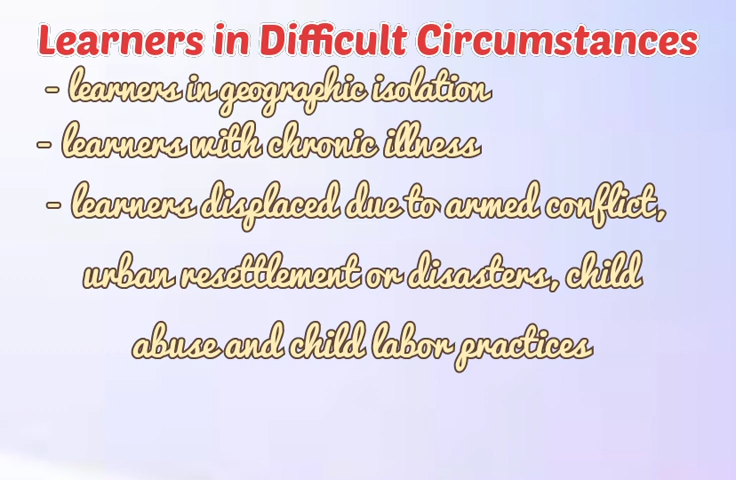 Learners in Difficult Circumstances
- learners in geographic isolation
- learners with chronic illness
- learners displaced due to armed conflict,
urban resettlement or disasters, child
abuse and child labor practices